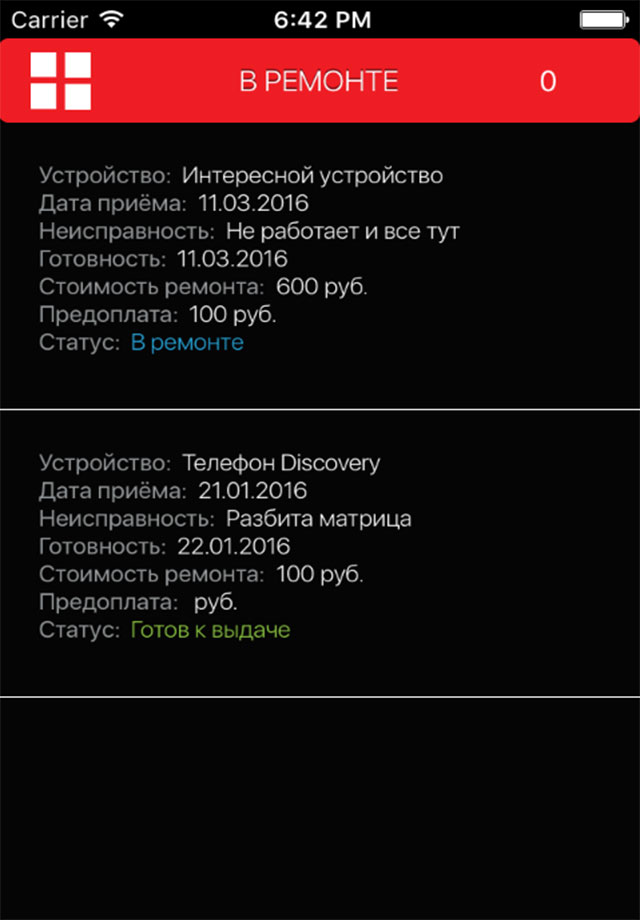 Carrier 6:42 PM
В РЕМОНТЕ 0
Устройство: Интересной устройство
Дата приёма: 11.03.2016
Неисправность: Не работает и все тут
Готовность: 11.03.2016
Стоимость ремонта: 600 руб.
Предоплата: 100 руб.
Статус: В ремонте
Устройство: Телефон Discovery
Дата приёма: 21.01.2016
Неисправность: Разбита матрица
Готовность: 22.01.2016
Стоимость ремонта: 100 руб.
Предоплата: руб.
Статус: Готов к выдаче